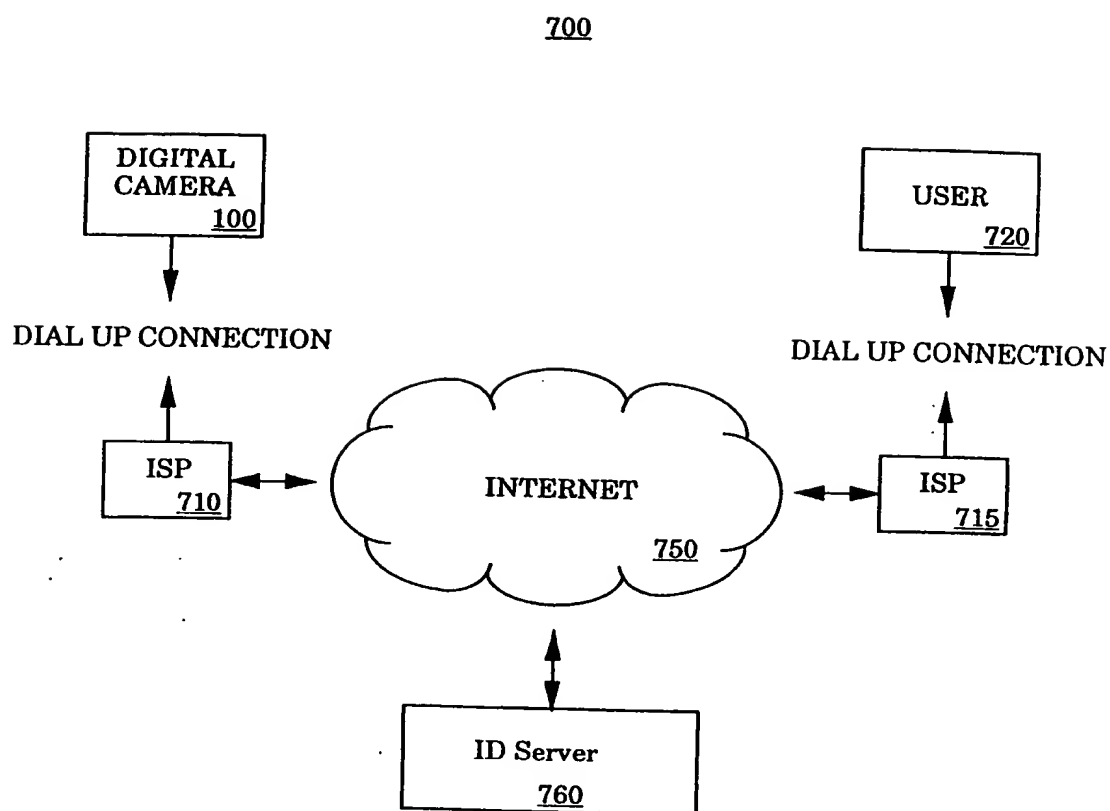 700
DIGITAL
CAMERA
100
USER
720
DIAL UP CONNECTION
DIAL UP CONNECTION
ISP
710
INTERNET
750
ISP
715
ID Server
760